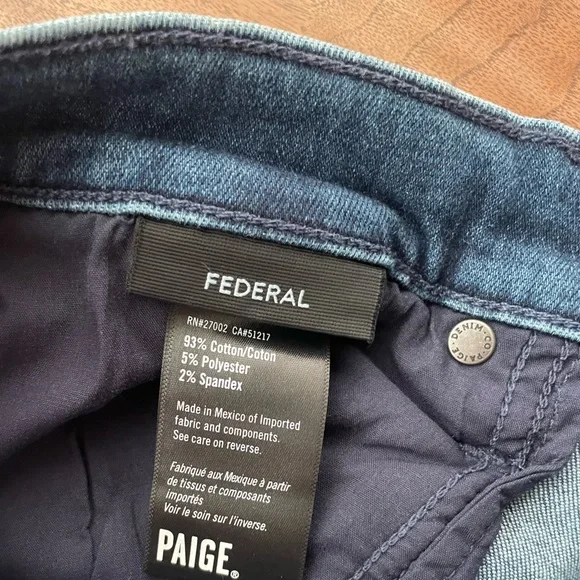 FEDERAL
RN#27002 CA#51217
93% Cotton/Coton
5% Polyester
2% Spandex
Made in Mexico of Imported
fabric and components.
See care on reverse.
Fabriqué aux Mexique à partir
de tissus et composants
importés
Voir le soin sur l'inverse.
PAIGE®
DENIM·CO·PAIGE·